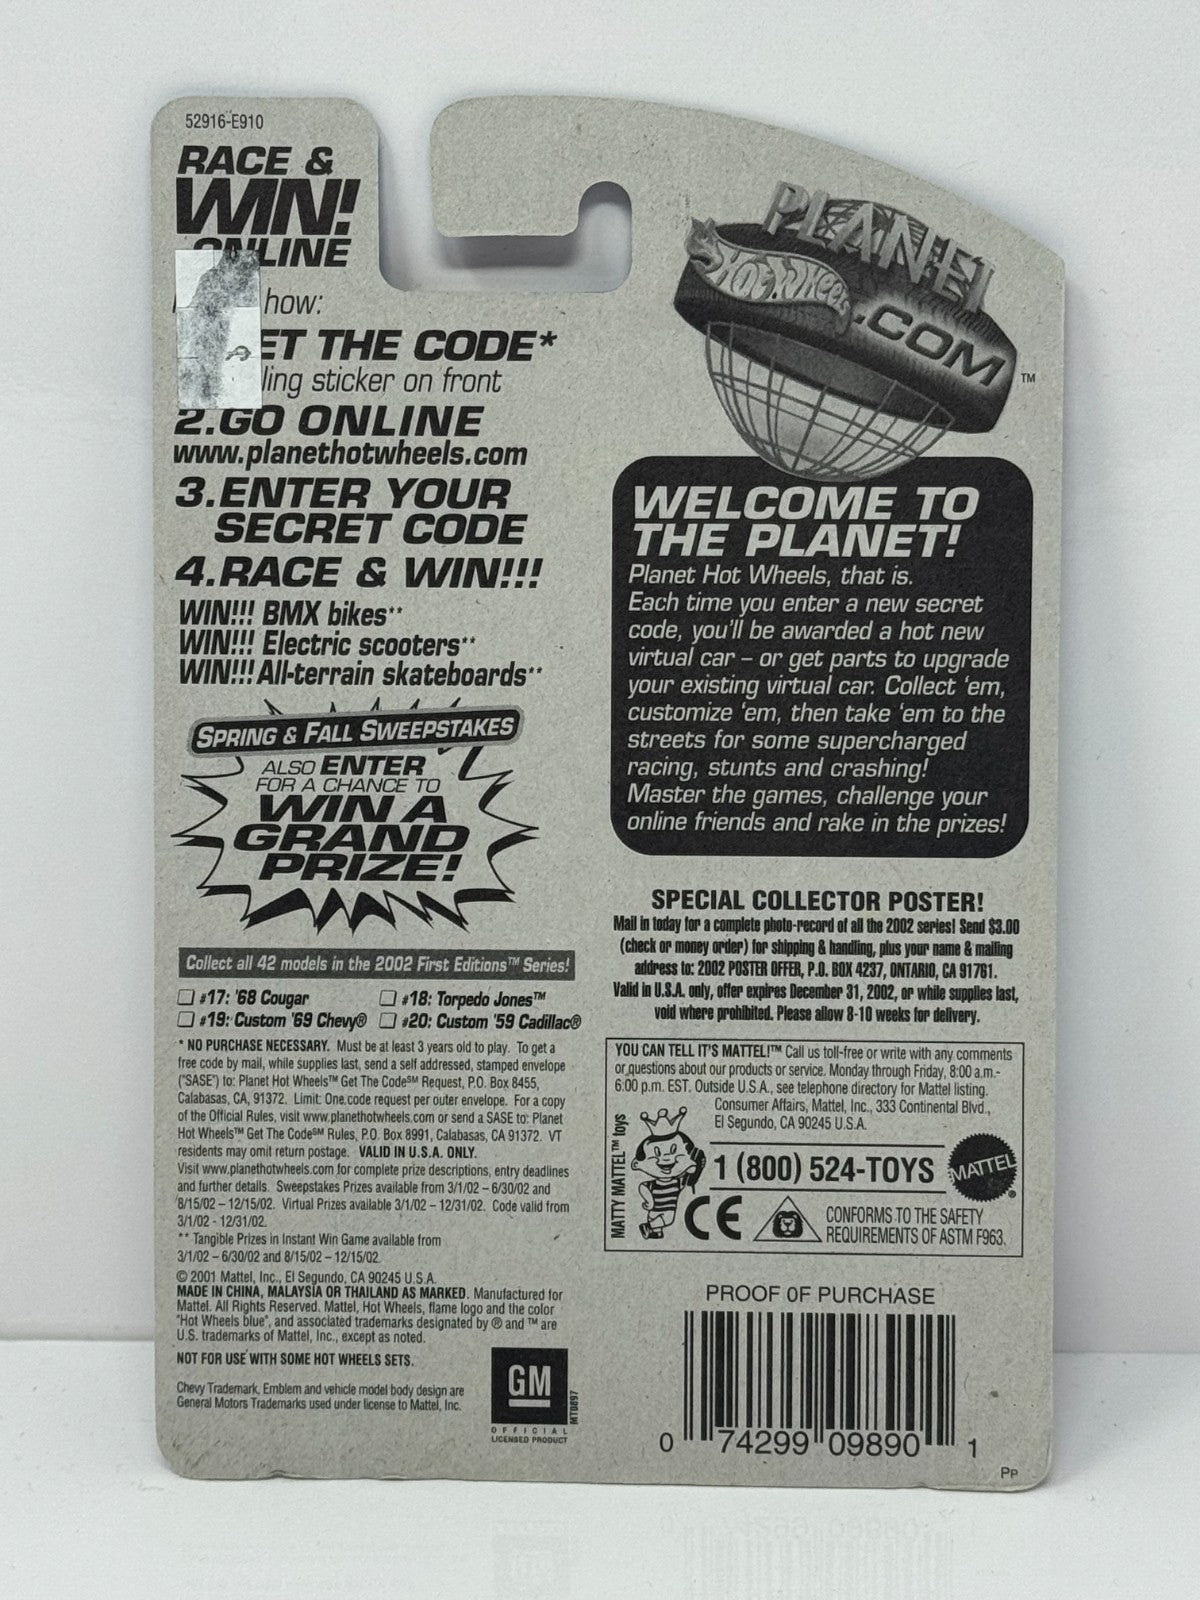 52916-E910
RACE &
WIN!
ONLINE
how:
ET THE CODE*
ling sticker on front
2.GO ONLINE
www.planethotwheels.com
3.ENTER YOUR
SECRET CODE
4.RACE & WIN!!!
WIN!!! BMX bikes**
WIN!!! Electric scooters**
WIN!!! All-terrain skateboards**
SPRING & FALL SWEEPSTAKES
ALSO ENTER
FOR A CHANCE TO
WIN A
GRAND
PRIZE!
Collect all 42 models in the 2002 First Editions™ Series!
#17: '68 Cougar
#18: Torpedo Jones™
#19: Custom '69 Chevy®
#20: Custom '59 Cadillac®
* NO PURCHASE NECESSARY. Must be at least 3 years old to play. To get a
free code by mail, while supplies last, send a self addressed, stamped envelope
("SASE") to: Planet Hot Wheels™ Get The Code℠ Request, P.O. Box 8455,
Calabasas, CA, 91372. Limit: One code request per outer envelope. For a copy
of the Official Rules, visit www.planethotwheels.com or send a SASE to: Planet
Hot Wheels™ Get The Code℠ Rules, P.O. Box 8991, Calabasas, CA 91372. VT
residents may omit return postage. VALID IN U.S.A. ONLY.
Visit www.planethotwheels.com for complete prize descriptions, entry deadlines
and further details. Sweepstakes Prizes available from 3/1/02 – 6/30/02 and
8/15/02 – 12/15/02. Virtual Prizes available 3/1/02 – 12/31/02. Code valid from
3/1/02 - 12/31/02.
** Tangible Prizes in Instant Win Game available from
3/1/02 – 6/30/02 and 8/15/02 – 12/15/02.
© 2001 Mattel, Inc., El Segundo, CA 90245 U.S.A.
MADE IN CHINA, MALAYSIA OR THAILAND AS MARKED. Manufactured for
Mattel. All Rights Reserved. Mattel, Hot Wheels, flame logo and the color
"Hot Wheels blue", and associated trademarks designated by ® and ™ are
U.S. trademarks of Mattel, Inc., except as noted.
NOT FOR USE WITH SOME HOT WHEELS SETS.
Chevy Trademark, Emblem and vehicle model body design are
General Motors Trademarks used under license to Mattel, Inc.
GM
OFFICIAL
LICENSED PRODUCT
MT0897
PLANET
HOT WHEELS
.COM
™
WELCOME TO
THE PLANET!
Planet Hot Wheels, that is.
Each time you enter a new secret
code, you'll be awarded a hot new
virtual car – or get parts to upgrade
your existing virtual car. Collect 'em,
customize 'em, then take 'em to the
streets for some supercharged
racing, stunts and crashing!
Master the games, challenge your
online friends and rake in the prizes!
SPECIAL COLLECTOR POSTER!
Mail in today for a complete photo-record of all the 2002 series! Send $3.00
(check or money order) for shipping & handling, plus your name & mailing
address to: 2002 POSTER OFFER, P.O. BOX 4237, ONTARIO, CA 91761.
Valid in U.S.A. only, offer expires December 31, 2002, or while supplies last,
void where prohibited. Please allow 8-10 weeks for delivery.
YOU CAN TELL IT'S MATTEL!™ Call us toll-free or write with any comments
or questions about our products or service. Monday through Friday, 8:00 a.m.-
6:00 p.m. EST. Outside U.S.A., see telephone directory for Mattel listing.
Consumer Affairs, Mattel, Inc., 333 Continental Blvd.,
El Segundo, CA 90245 U.S.A.
MATTY MATTEL™ toys
1 (800) 524-TOYS
MATTEL®
CE
CONFORMS TO THE SAFETY
REQUIREMENTS OF ASTM F963.
PROOF OF PURCHASE
0 74299 09890 1
PP